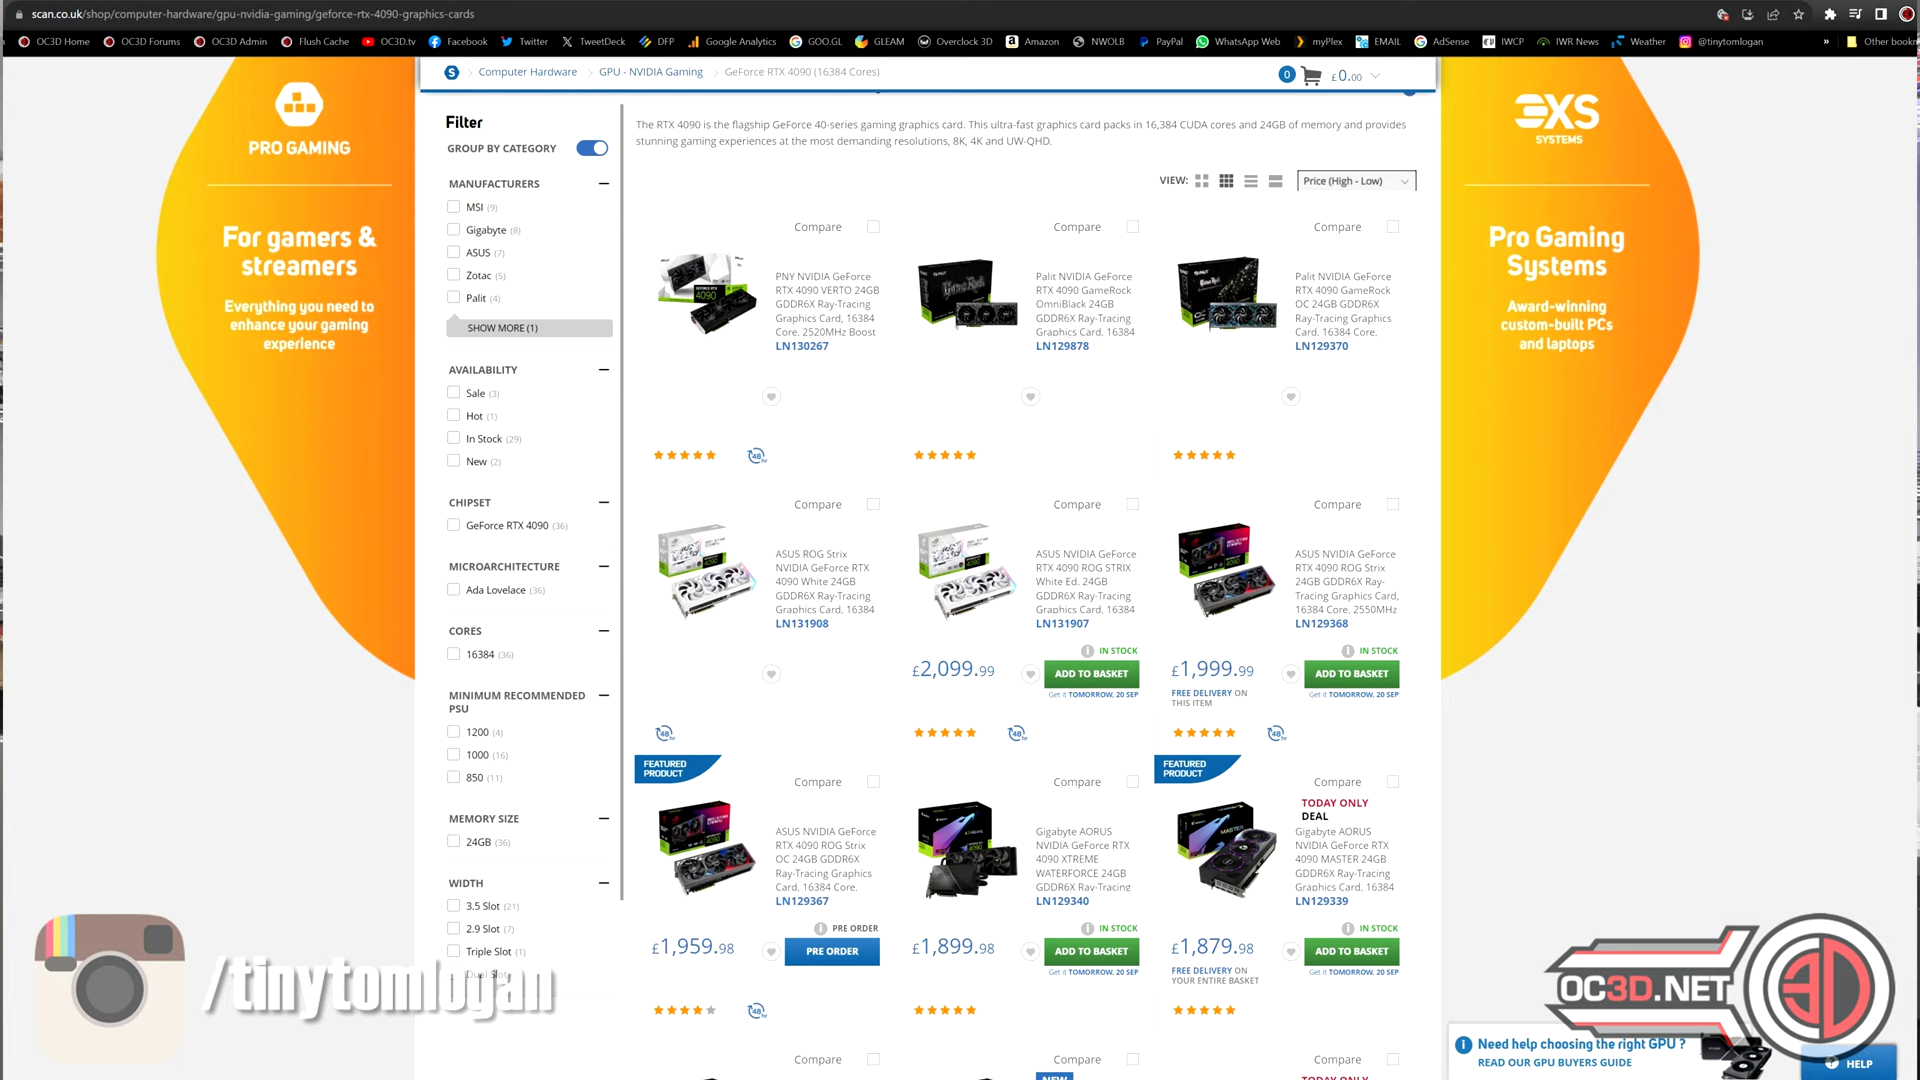 scan.co.uk/shop/computer-hardware/gpu-nvidia-gaming/geforce-rtx-4090-graphics-cards
OC3D Home OC3D Forums OC3D Admin Flush Cache OC3D.tv Facebook Twitter TweetDeck DFP Google Analytics GOO.GL GLEAM Overclock 3D Amazon NWOLB PayPal WhatsApp Web myPlex EMAIL AdSense IWCP IWR News Weather @tinytomlogan » Other bookm
S Computer Hardware GPU - NVIDIA Gaming GeForce RTX 4090 (16384 Cores)
0 £0.00
PRO GAMING
For gamers &
streamers
Everything you need to
enhance your gaming
experience
Filter
GROUP BY CATEGORY
MANUFACTURERS
MSI (9)
Gigabyte (8)
ASUS (7)
Zotac (5)
Palit (4)
SHOW MORE (1)
AVAILABILITY
Sale (3)
Hot (1)
In Stock (29)
New (2)
CHIPSET
GeForce RTX 4090 (36)
MICROARCHITECTURE
Ada Lovelace (36)
CORES
16384 (36)
MINIMUM RECOMMENDED
PSU
1200 (4)
1000 (16)
850 (11)
MEMORY SIZE
24GB (36)
WIDTH
3.5 Slot (21)
2.9 Slot (7)
Triple Slot (1)
Dual Slot
/tinytomlogan
The RTX 4090 is the flagship GeForce 40-series gaming graphics card. This ultra-fast graphics card packs in 16,384 CUDA cores and 24GB of memory and provides
stunning gaming experiences at the most demanding resolutions, 8K, 4K and UW-QHD.
VIEW:
Price (High - Low)
Compare
PNY NVIDIA GeForce
RTX 4090 VERTO 24GB
GDDR6X Ray-Tracing
Graphics Card, 16384
Core, 2520MHz Boost
LN130267
48hr
Compare
Palit NVIDIA GeForce
RTX 4090 GameRock
OmniBlack 24GB
GDDR6X Ray-Tracing
Graphics Card, 16384
LN129878
Compare
Palit NVIDIA GeForce
RTX 4090 GameRock
OC 24GB GDDR6X
Ray-Tracing Graphics
Card, 16384 Core,
LN129370
Compare
ASUS ROG Strix
NVIDIA GeForce RTX
4090 White 24GB
GDDR6X Ray-Tracing
Graphics Card, 16384
LN131908
48hr
Compare
ASUS NVIDIA GeForce
RTX 4090 ROG STRIX
White Ed. 24GB
GDDR6X Ray-Tracing
Graphics Card, 16384
LN131907
IN STOCK
£2,099.99
ADD TO BASKET
Get it TOMORROW, 20 SEP
48hr
Compare
ASUS NVIDIA GeForce
RTX 4090 ROG Strix
24GB GDDR6X Ray-
Tracing Graphics Card,
16384 Core, 2550MHz
LN129368
IN STOCK
£1,999.99
ADD TO BASKET
FREE DELIVERY ON
THIS ITEM
Get it TOMORROW, 20 SEP
48hr
FEATURED
PRODUCT
Compare
ASUS NVIDIA GeForce
RTX 4090 ROG Strix
OC 24GB GDDR6X
Ray-Tracing Graphics
Card, 16384 Core,
LN129367
PRE ORDER
£1,959.98
PRE ORDER
48hr
Compare
Gigabyte AORUS
NVIDIA GeForce RTX
4090 XTREME
WATERFORCE 24GB
GDDR6X Ray-Tracing
LN129340
IN STOCK
£1,899.98
ADD TO BASKET
Get it TOMORROW, 20 SEP
FEATURED
PRODUCT
Compare
TODAY ONLY
DEAL
Gigabyte AORUS
NVIDIA GeForce RTX
4090 MASTER 24GB
GDDR6X Ray-Tracing
Graphics Card, 16384
LN129339
IN STOCK
£1,879.98
ADD TO BASKET
FREE DELIVERY ON
YOUR ENTIRE BASKET
Get it TOMORROW, 20 SEP
Compare
Compare
NEW
Compare
TODAY ONLY
3XS
SYSTEMS
Pro Gaming
Systems
Award-winning
custom-built PCs
and laptops
OC3D.NET
3D
Need help choosing the right GPU ?
READ OUR GPU BUYERS GUIDE
HELP